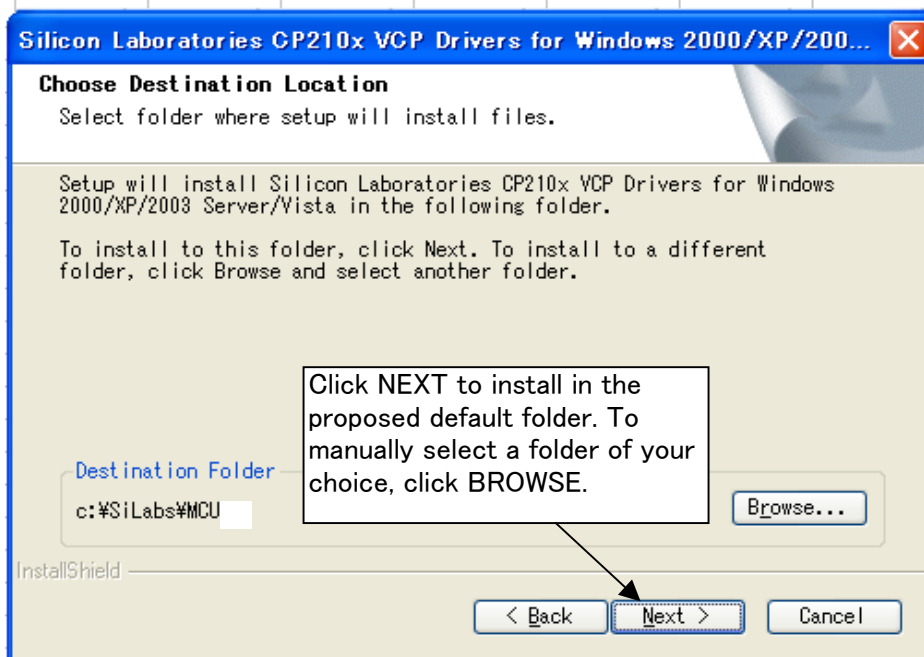 Silicon Laboratories CP210x VCP Drivers for Windows 2000/XP/200...
Choose Destination Location
Select folder where setup will install files.
Setup will install Silicon Laboratories CP210x VCP Drivers for Windows
2000/XP/2003 Server/Vista in the following folder.
To install to this folder, click Next. To install to a different
folder, click Browse and select another folder.
Click NEXT to install in the
proposed default folder. To
manually select a folder of your
choice, click BROWSE.
Destination Folder
c:¥SiLabs¥MCU
Browse...
InstallShield
< Back
Next >
Cancel